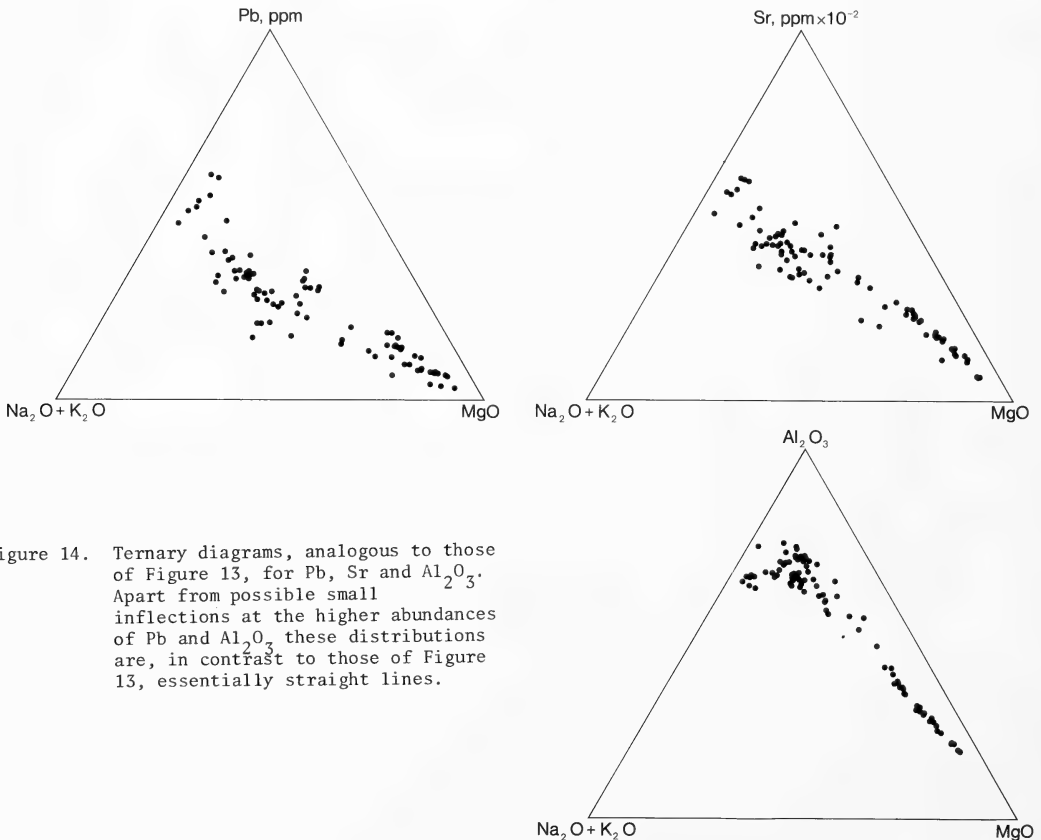 Pb, ppm
Na₂O + K₂O
MgO
Sr, ppm×10⁻²
Na₂O + K₂O
MgO
Al₂O₃
Na₂O + K₂O
MgO
igure 14. Ternary diagrams, analogous to those
of Figure 13, for Pb, Sr and Al₂O₃.
Apart from possible small
inflections at the higher abundances
of Pb and Al₂O₃ these distributions
are, in contrast to those of Figure
13, essentially straight lines.